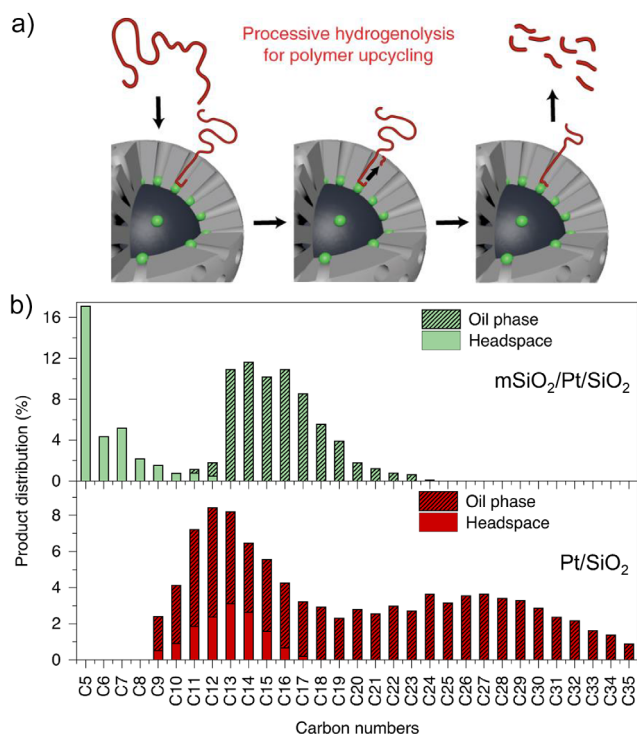 a)
Processive hydrogenolysis
for polymer upcycling
b)
16
12
8
4
0
Oil phase
Headspace
mSiO₂/Pt/SiO₂
Product distribution (%)
8
6
4
2
0
Oil phase
Headspace
Pt/SiO₂
C5 C6 C7 C8 C9 C10 C11 C12 C13 C14 C15 C16 C17 C18 C19 C20 C21 C22 C23 C24 C25 C26 C27 C28 C29 C30 C31 C32 C33 C34 C35
Carbon numbers